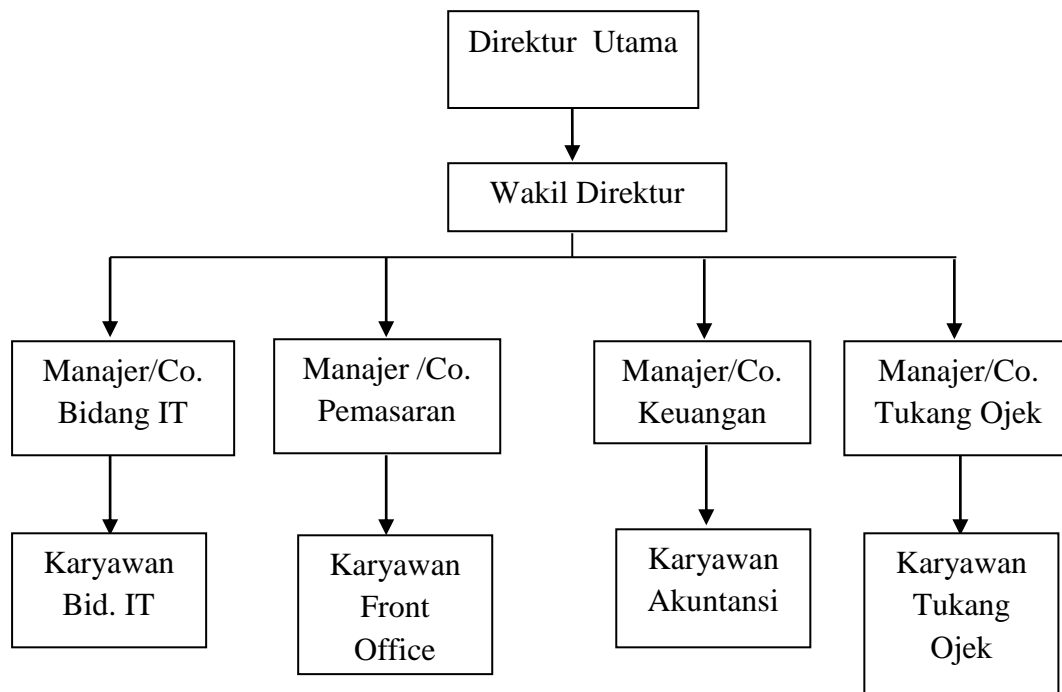 Direktur  Utama
Wakil Direktur
Manajer/Co.
Bidang IT
Manajer /Co.
Pemasaran
Manajer/Co.
Keuangan
Manajer/Co.
Tukang Ojek
Karyawan
Bid. IT
Karyawan
Front
Office
Karyawan
Akuntansi
Karyawan
Tukang
Ojek